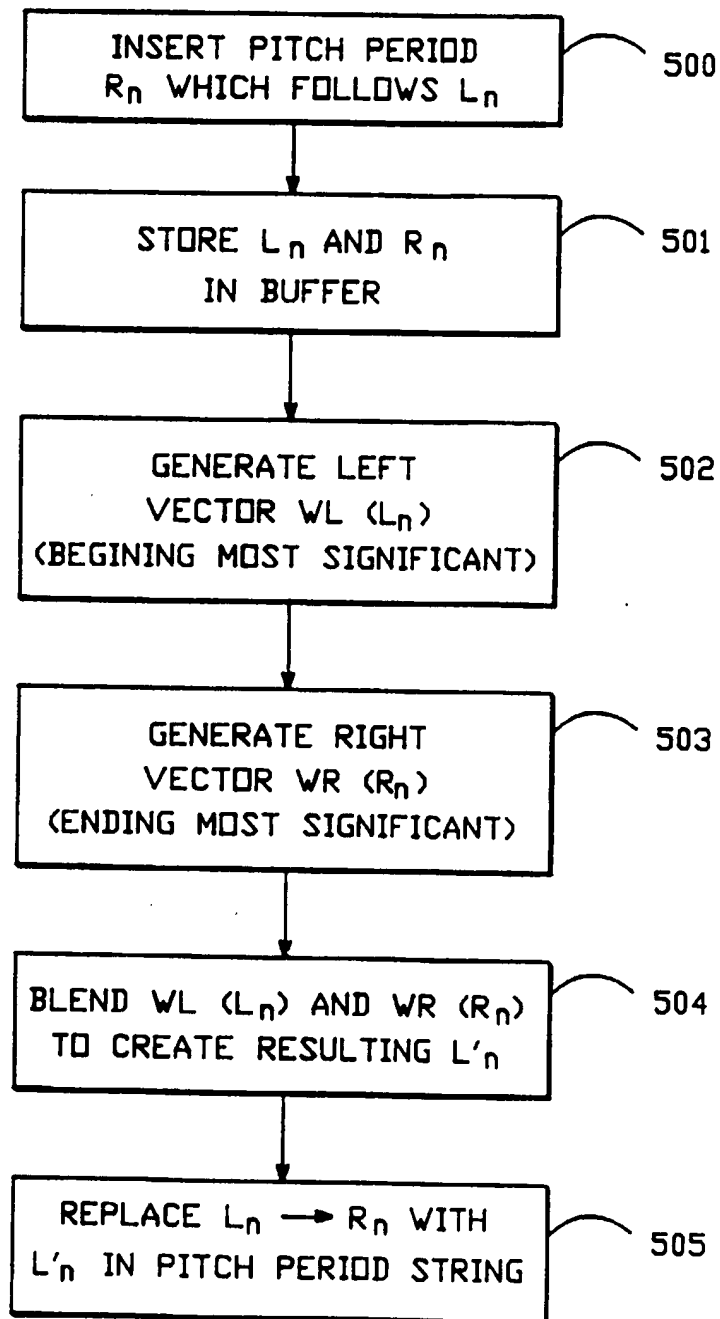 INSERT PITCH PERIOD
Rn WHICH FOLLOWS Ln
500
STORE Ln AND Rn
IN BUFFER
501
GENERATE LEFT
VECTOR WL (Ln)
(BEGINING MOST SIGNIFICANT)
502
GENERATE RIGHT
VECTOR WR (Rn)
(ENDING MOST SIGNIFICANT)
503
BLEND WL (Ln) AND WR (Rn)
TO CREATE RESULTING L'n
504
REPLACE Ln → Rn WITH
L'n IN PITCH PERIOD STRING
505